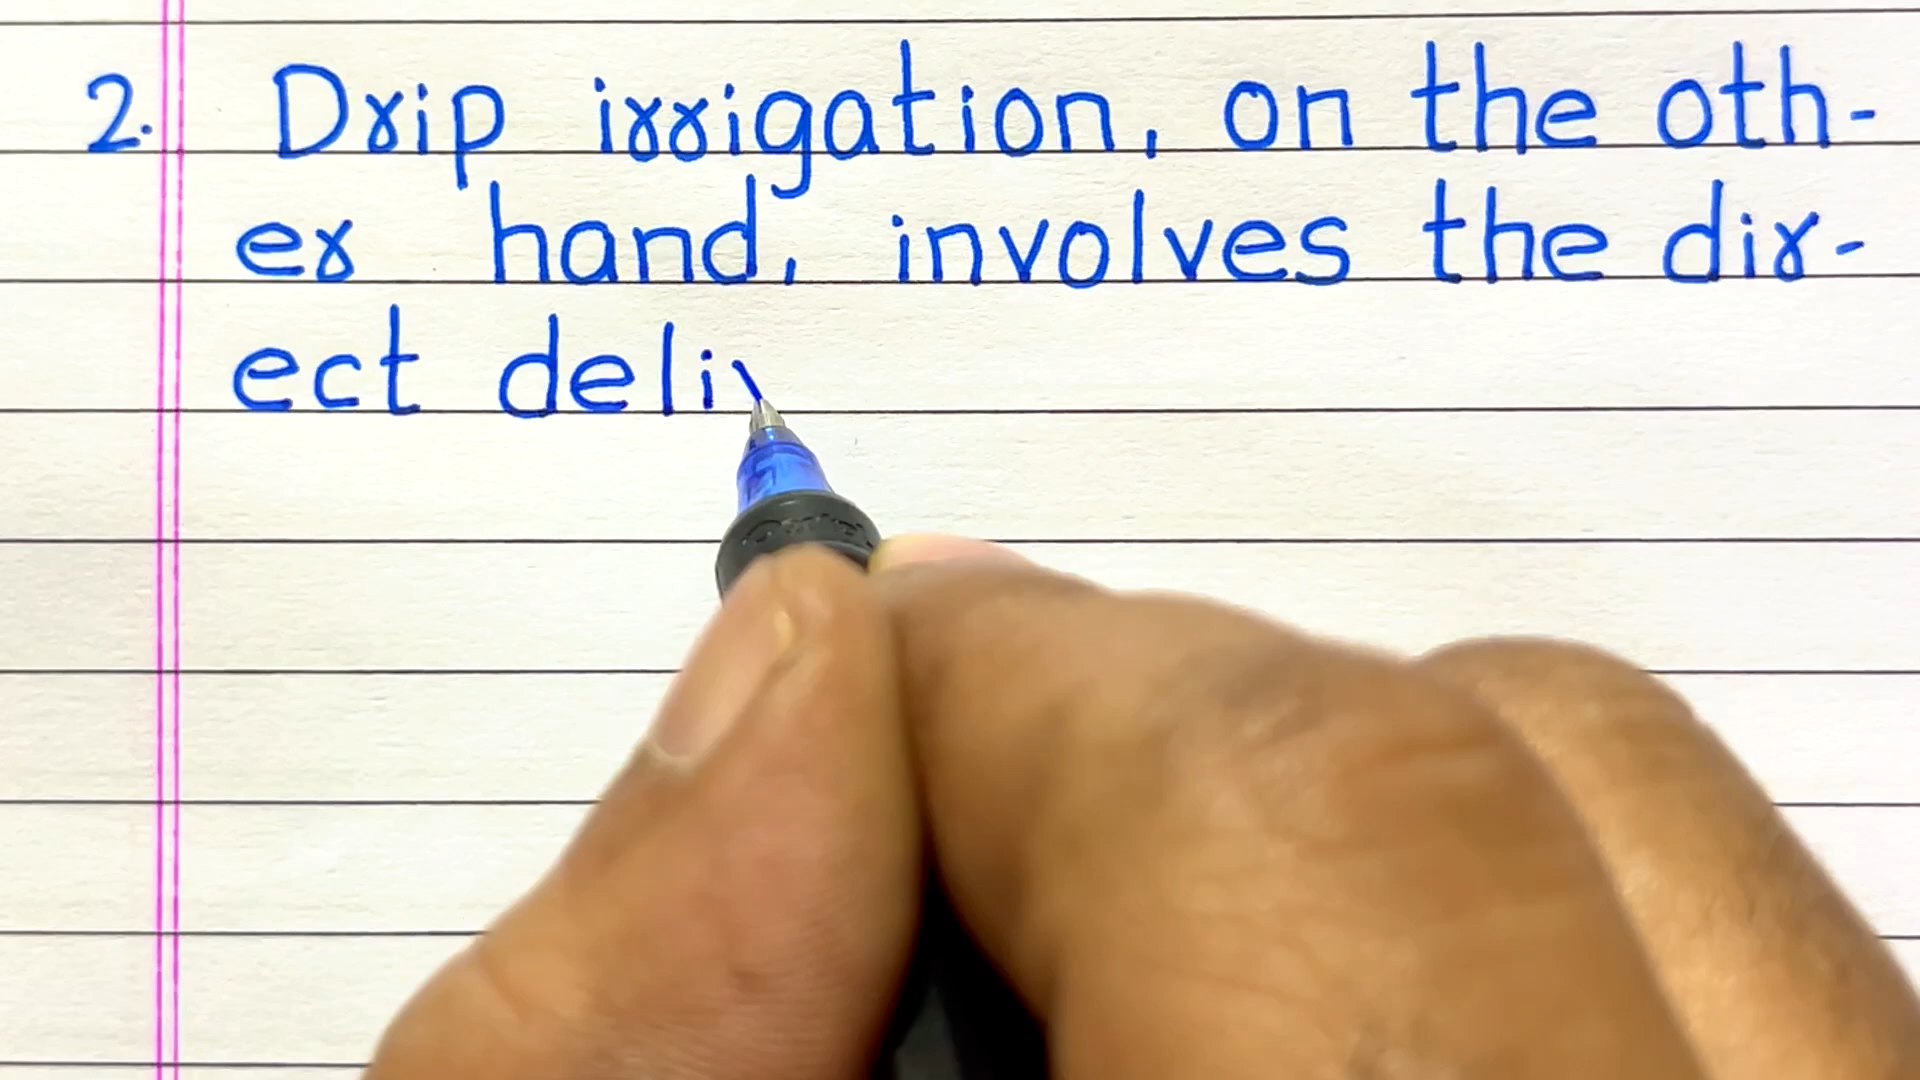 2. Drip irrigation, on the oth-
er hand, involves the dir-
ect deli